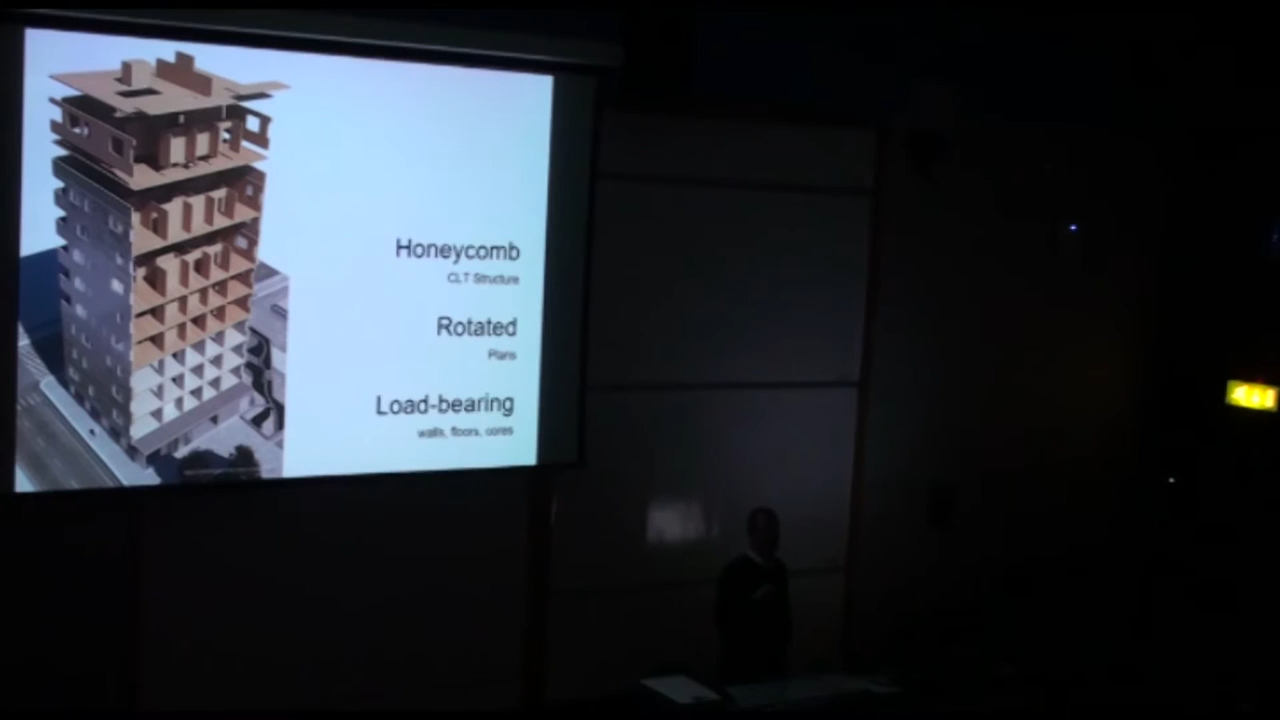 Honeycomb
CLT Structure
Rotated
Plans
Load-bearing
walls, floors, cores